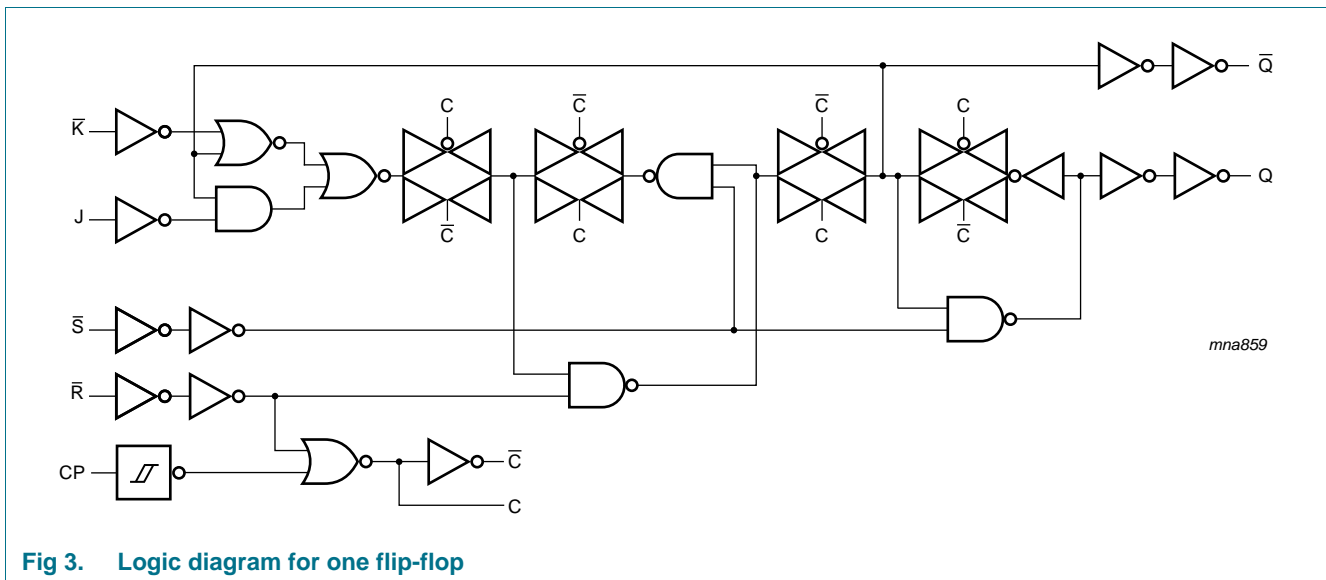 Q̅
K̅
C
C̅
C̅
C
C̅
C
C
C̅
Q
J
S̅
mna859
R̅
CP
C̅
C
Fig 3. Logic diagram for one flip-flop